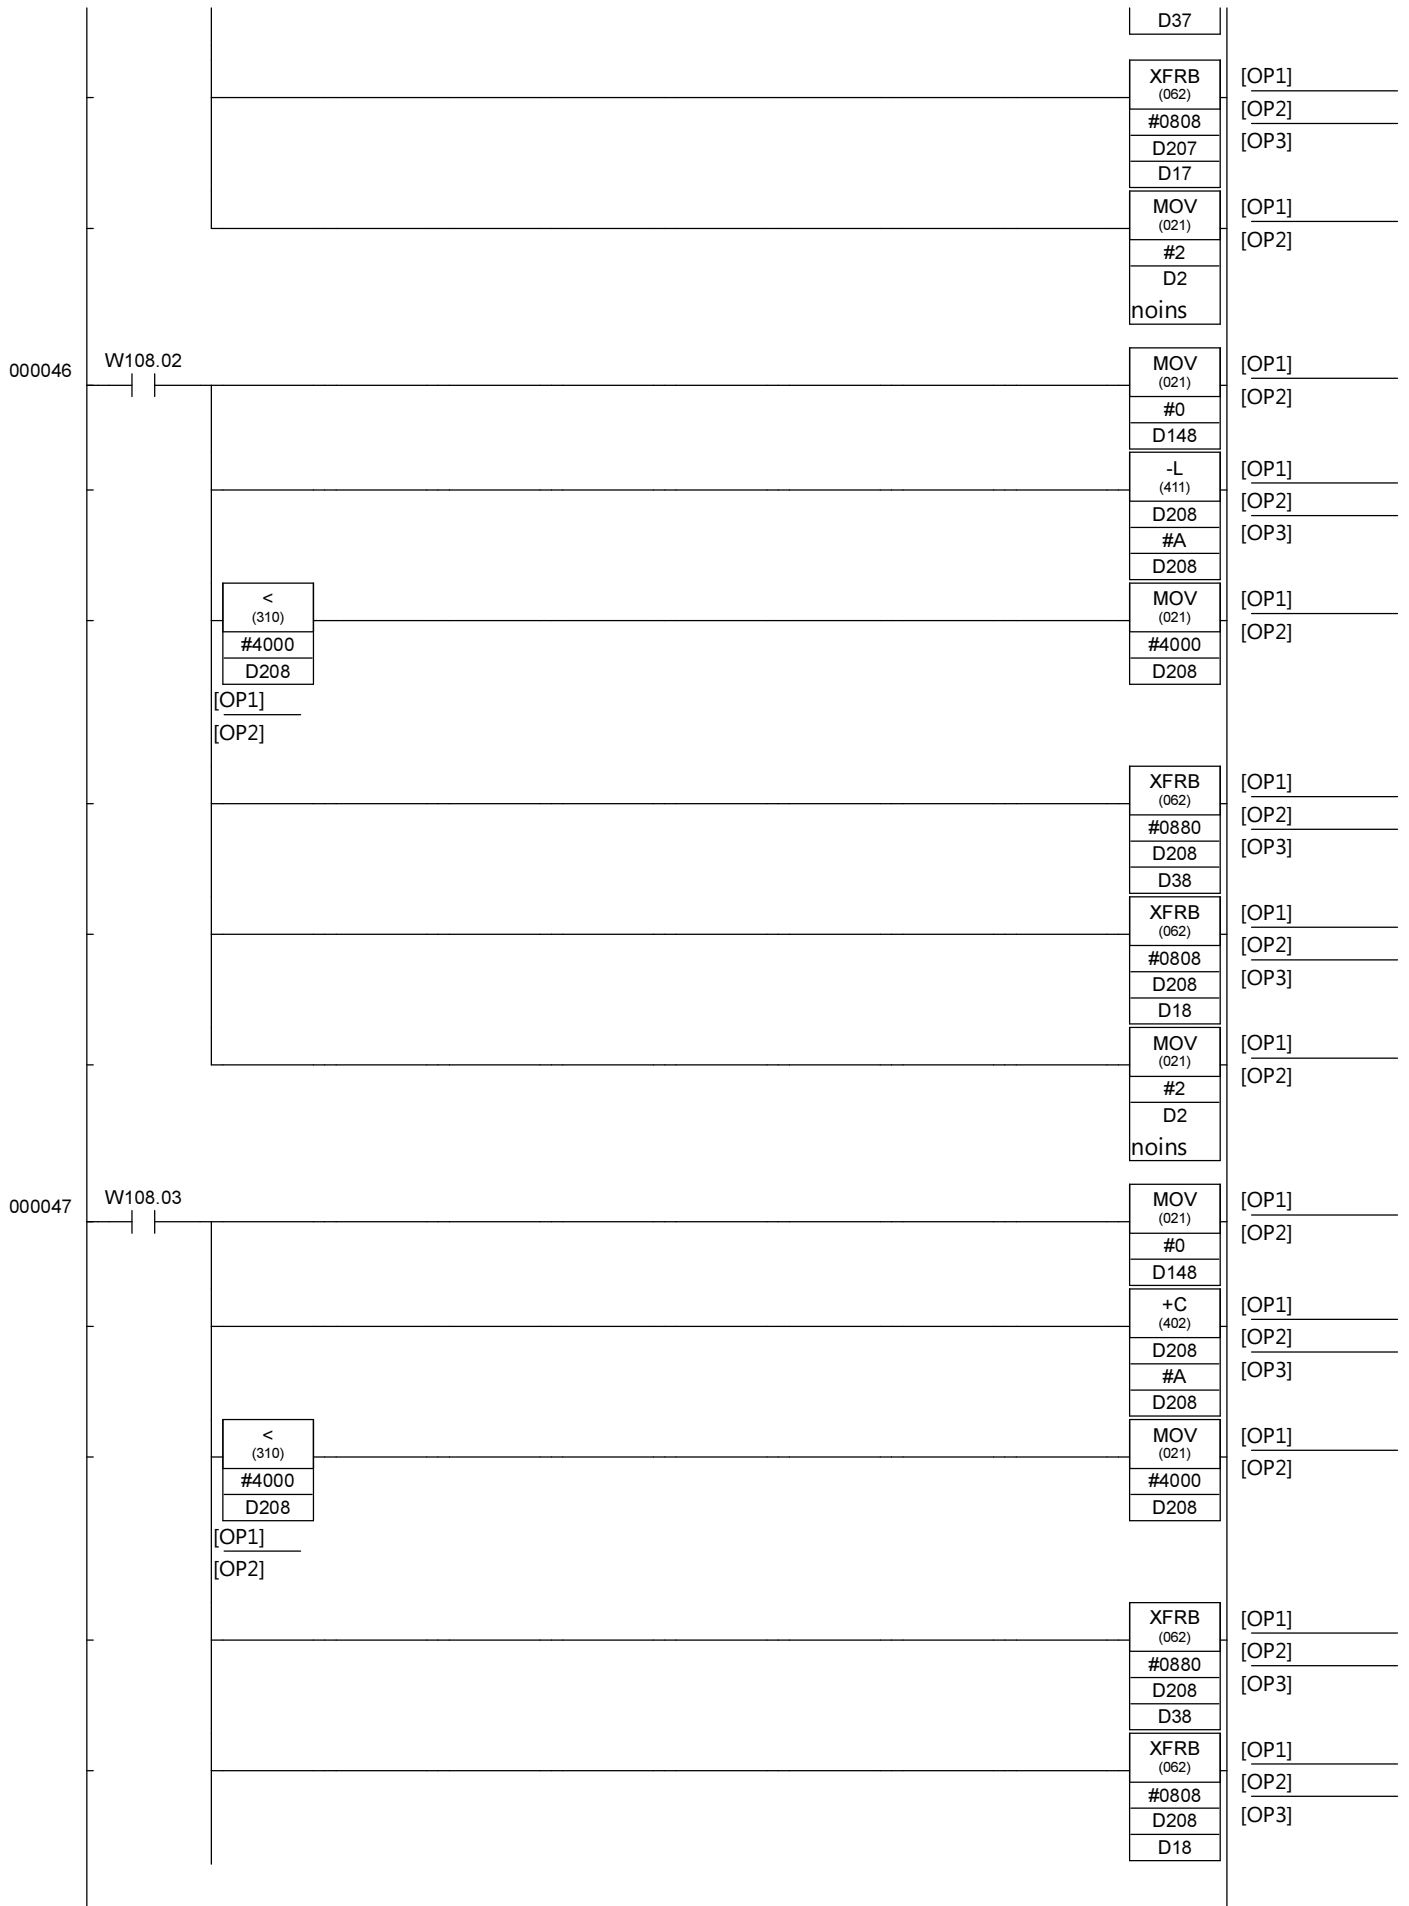 D37
XFRB
(062)
#0808
D207
D17
[OP1]
[OP2]
[OP3]
MOV
(021)
#2
D2
noins
[OP1]
[OP2]
000046
W108.02
MOV
(021)
#0
D148
[OP1]
[OP2]
-L
(411)
D208
#A
D208
[OP1]
[OP2]
[OP3]
<
(310)
#4000
D208
[OP1]
[OP2]
MOV
(021)
#4000
D208
[OP1]
[OP2]
XFRB
(062)
#0880
D208
D38
[OP1]
[OP2]
[OP3]
XFRB
(062)
#0808
D208
D18
[OP1]
[OP2]
[OP3]
MOV
(021)
#2
D2
noins
[OP1]
[OP2]
000047
W108.03
MOV
(021)
#0
D148
[OP1]
[OP2]
+C
(402)
D208
#A
D208
[OP1]
[OP2]
[OP3]
<
(310)
#4000
D208
[OP1]
[OP2]
MOV
(021)
#4000
D208
[OP1]
[OP2]
XFRB
(062)
#0880
D208
D38
[OP1]
[OP2]
[OP3]
XFRB
(062)
#0808
D208
D18
[OP1]
[OP2]
[OP3]